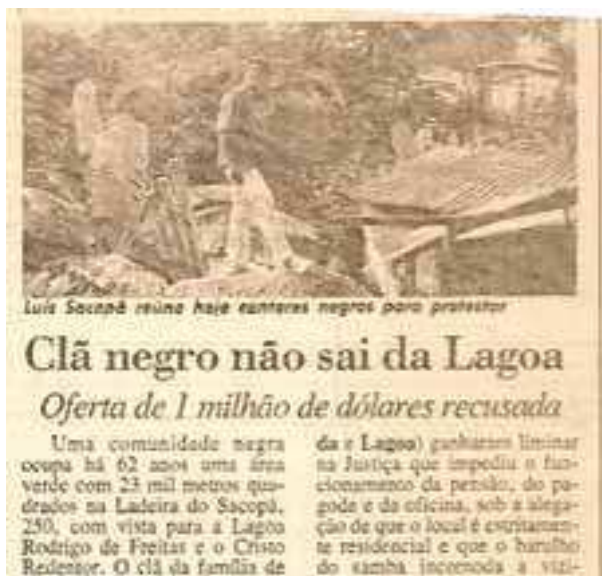 Luís Sacopã reúne hoje cantores negros para protestar
Clã negro não sai da Lagoa
Oferta de 1 milhão de dólares recusada
Uma comunidade negra
ocupa há 62 anos uma área
verde com 23 mil metros qua-
drados na Ladeira do Sacopã,
250, com vista para a Lagoa
Rodrigo de Freitas e o Cristo
Redentor. O clã da família de
da e Lagoa) ganharam liminar
na Justiça que impediu o fun-
cionamento da pensão, do pa-
gode e da oficina, sob a alega-
ção de que o local é estritamen-
te residencial e que o barulho
do samba incomoda a vizi-